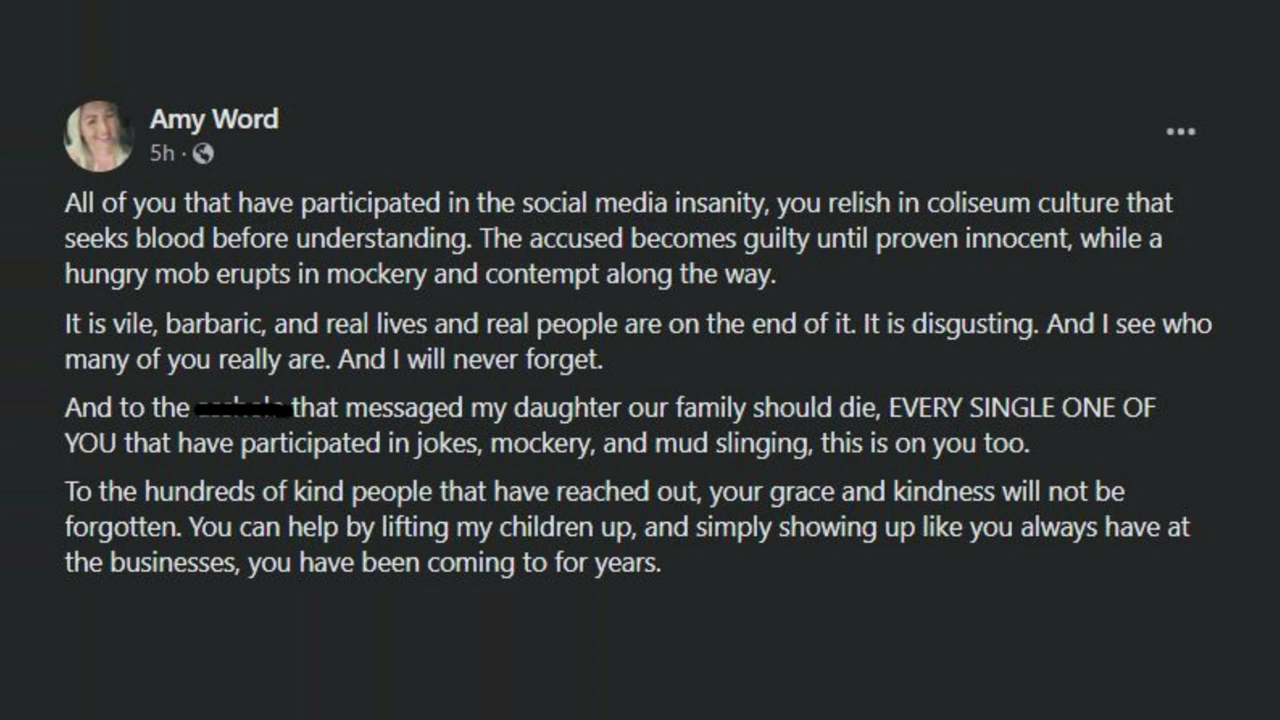 Amy Word
5h ·
All of you that have participated in the social media insanity, you relish in coliseum culture that
seeks blood before understanding. The accused becomes guilty until proven innocent, while a
hungry mob erupts in mockery and contempt along the way.
It is vile, barbaric, and real lives and real people are on the end of it. It is disgusting. And I see who
many of you really are. And I will never forget.
And to the that messaged my daughter our family should die, EVERY SINGLE ONE OF
YOU that have participated in jokes, mockery, and mud slinging, this is on you too.
To the hundreds of kind people that have reached out, your grace and kindness will not be
forgotten. You can help by lifting my children up, and simply showing up like you always have at
the businesses, you have been coming to for years.